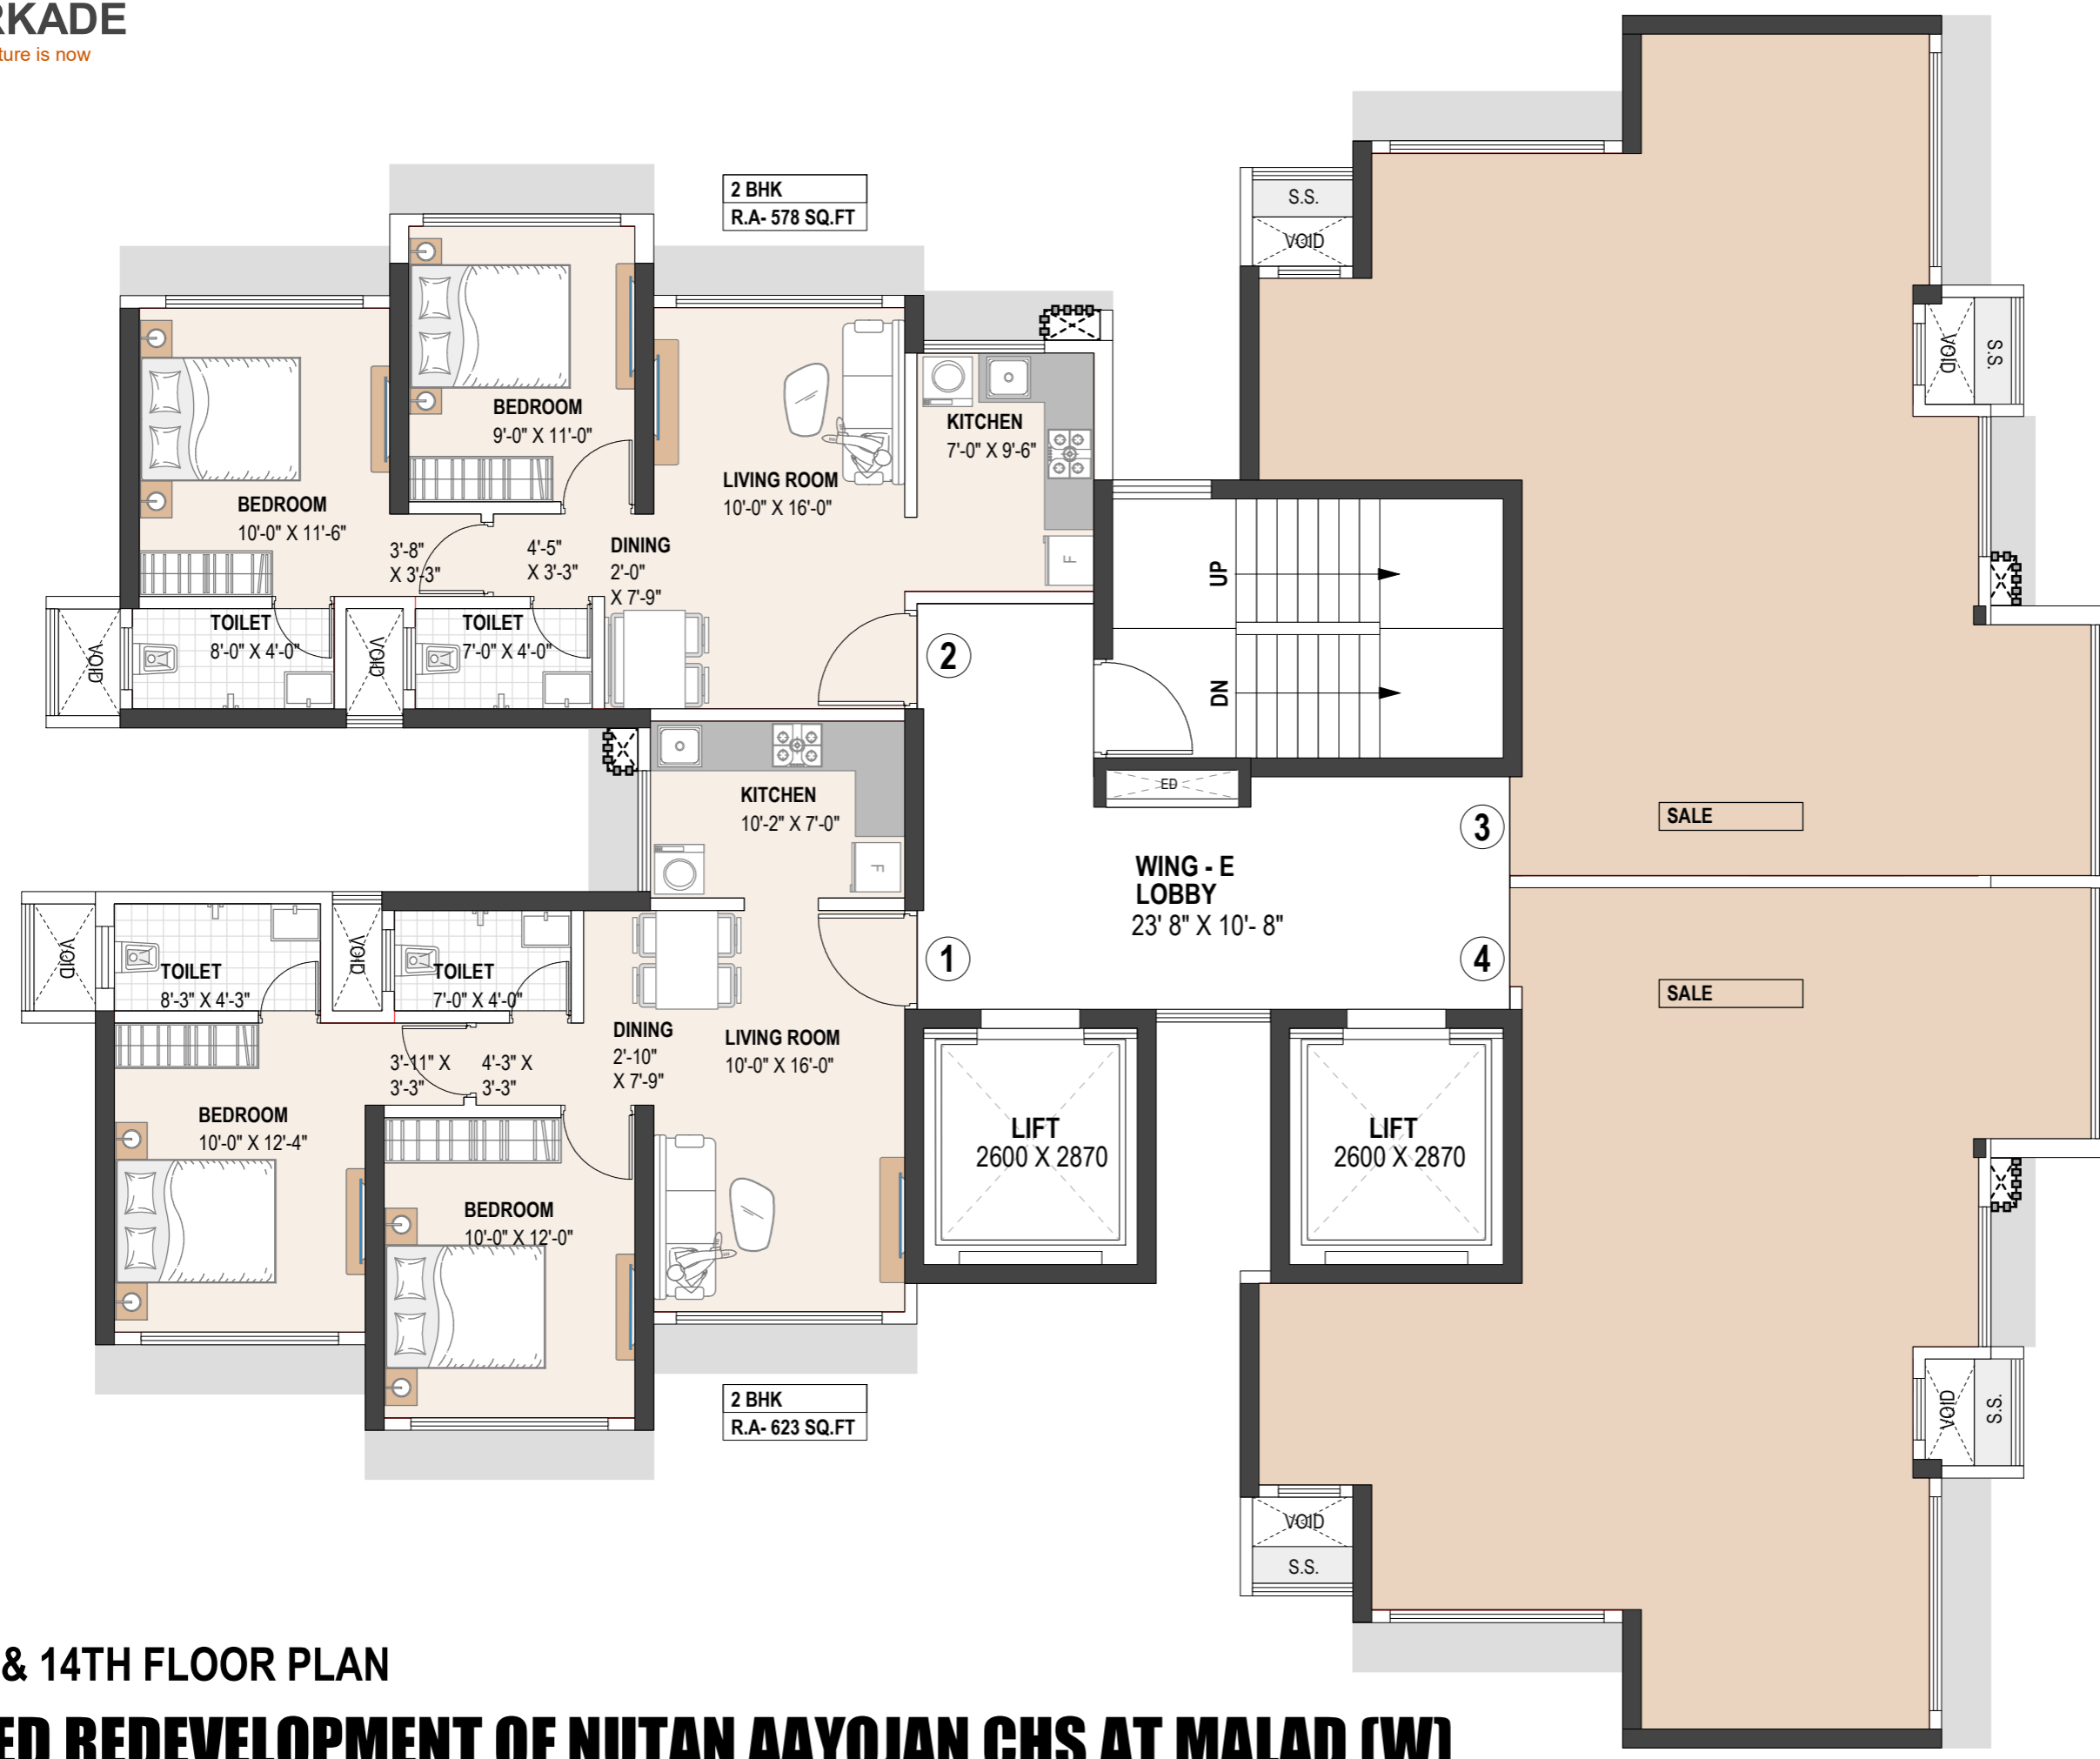 RKADE
ture is now
2 BHK
R.A- 578 SQ.FT
S.S.
VOID
VOID
S.S.
BEDROOM
9'-0" X 11'-0"
KITCHEN
7'-0" X 9'-6"
LIVING ROOM
10'-0" X 16'-0"
BEDROOM
10'-0" X 11'-6"
3'-8"
X 3'-3"
4'-5"
X 3'-3"
DINING
2'-0"
X 7'-9"
F
UP
TOILET
8'-0" X 4'-0"
TOILET
7'-0" X 4'-0"
VOID
VOID
2
DN
ED
KITCHEN
10'-2" X 7'-0"
F
SALE
3
WING - E
LOBBY
23' 8" X 10'- 8"
VOID
VOID
TOILET
8'-3" X 4'-3"
TOILET
7'-0" X 4'-0"
1
4
SALE
DINING
2'-10"
X 7'-9"
LIVING ROOM
10'-0" X 16'-0"
3'-11" X
3'-3"
4'-3" X
3'-3"
BEDROOM
10'-0" X 12'-4"
LIFT
2600 X 2870
LIFT
2600 X 2870
BEDROOM
10'-0" X 12'-0"
2 BHK
R.A- 623 SQ.FT
VOID
S.S.
VOID
S.S.
& 14TH FLOOR PLAN
ED REDEVELOPMENT OF NUTAN AAYOJAN CHS AT MALAD (W)